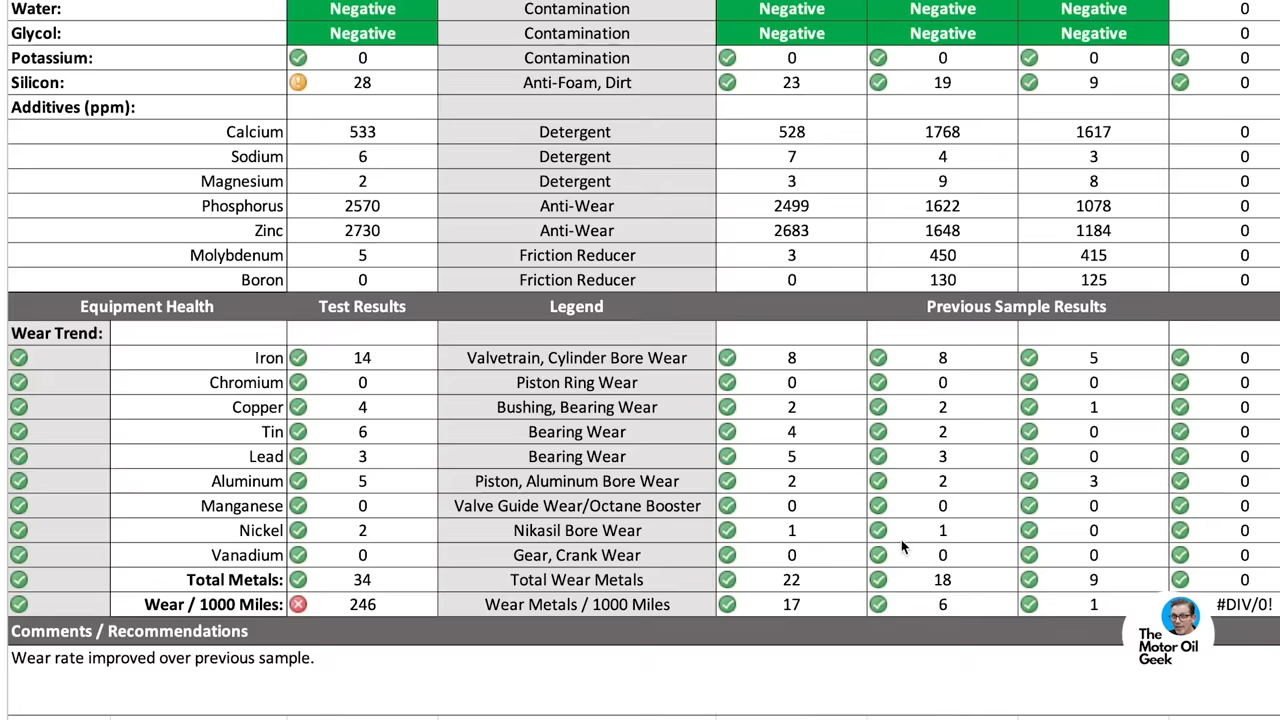 Water: Negative Contamination Negative Negative Negative 0
Glycol: Negative Contamination Negative Negative Negative 0
Potassium: 0 Contamination 0 0 0 0
Silicon: 28 Anti-Foam, Dirt 23 19 9 0
Additives (ppm):
Calcium 533 Detergent 528 1768 1617 0
Sodium 6 Detergent 7 4 3 0
Magnesium 2 Detergent 3 9 8 0
Phosphorus 2570 Anti-Wear 2499 1622 1078 0
Zinc 2730 Anti-Wear 2683 1648 1184 0
Molybdenum 5 Friction Reducer 3 450 415 0
Boron 0 Friction Reducer 0 130 125 0
Equipment Health Test Results Legend Previous Sample Results
Wear Trend:
Iron 14 Valvetrain, Cylinder Bore Wear 8 8 5 0
Chromium 0 Piston Ring Wear 0 0 0 0
Copper 4 Bushing, Bearing Wear 2 2 1 0
Tin 6 Bearing Wear 4 2 0 0
Lead 3 Bearing Wear 5 3 0 0
Aluminum 5 Piston, Aluminum Bore Wear 2 2 3 0
Manganese 0 Valve Guide Wear/Octane Booster 0 0 0 0
Nickel 2 Nikasil Bore Wear 1 1 0 0
Vanadium 0 Gear, Crank Wear 0 0 0 0
Total Metals: 34 Total Wear Metals 22 18 9 0
Wear / 1000 Miles: 246 Wear Metals / 1000 Miles 17 6 1 #DIV/0!
Comments / Recommendations
Wear rate improved over previous sample.
The
Motor Oil
Geek